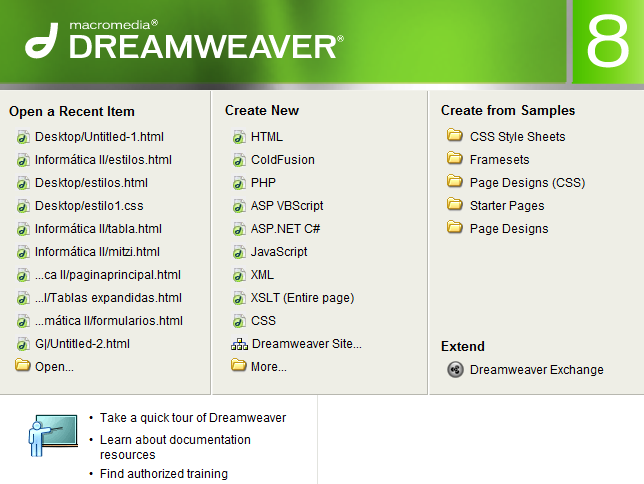 macromedia®
DREAMWEAVER®
8
Open a Recent Item
Desktop/Untitled-1.html
Informática II/estilos.html
Desktop/estilos.html
Desktop/estilo1.css
Informática II/tabla.html
Informática II/mitzi.html
...ca II/paginaprincipal.html
...I/Tablas expandidas.html
...mática II/formularios.html
G|/Untitled-2.html
Open...
Create New
HTML
ColdFusion
PHP
ASP VBScript
ASP.NET C#
JavaScript
XML
XSLT (Entire page)
CSS
Dreamweaver Site...
More...
Create from Samples
CSS Style Sheets
Framesets
Page Designs (CSS)
Starter Pages
Page Designs
Extend
Dreamweaver Exchange
• Take a quick tour of Dreamweaver
• Learn about documentation
resources
• Find authorized training